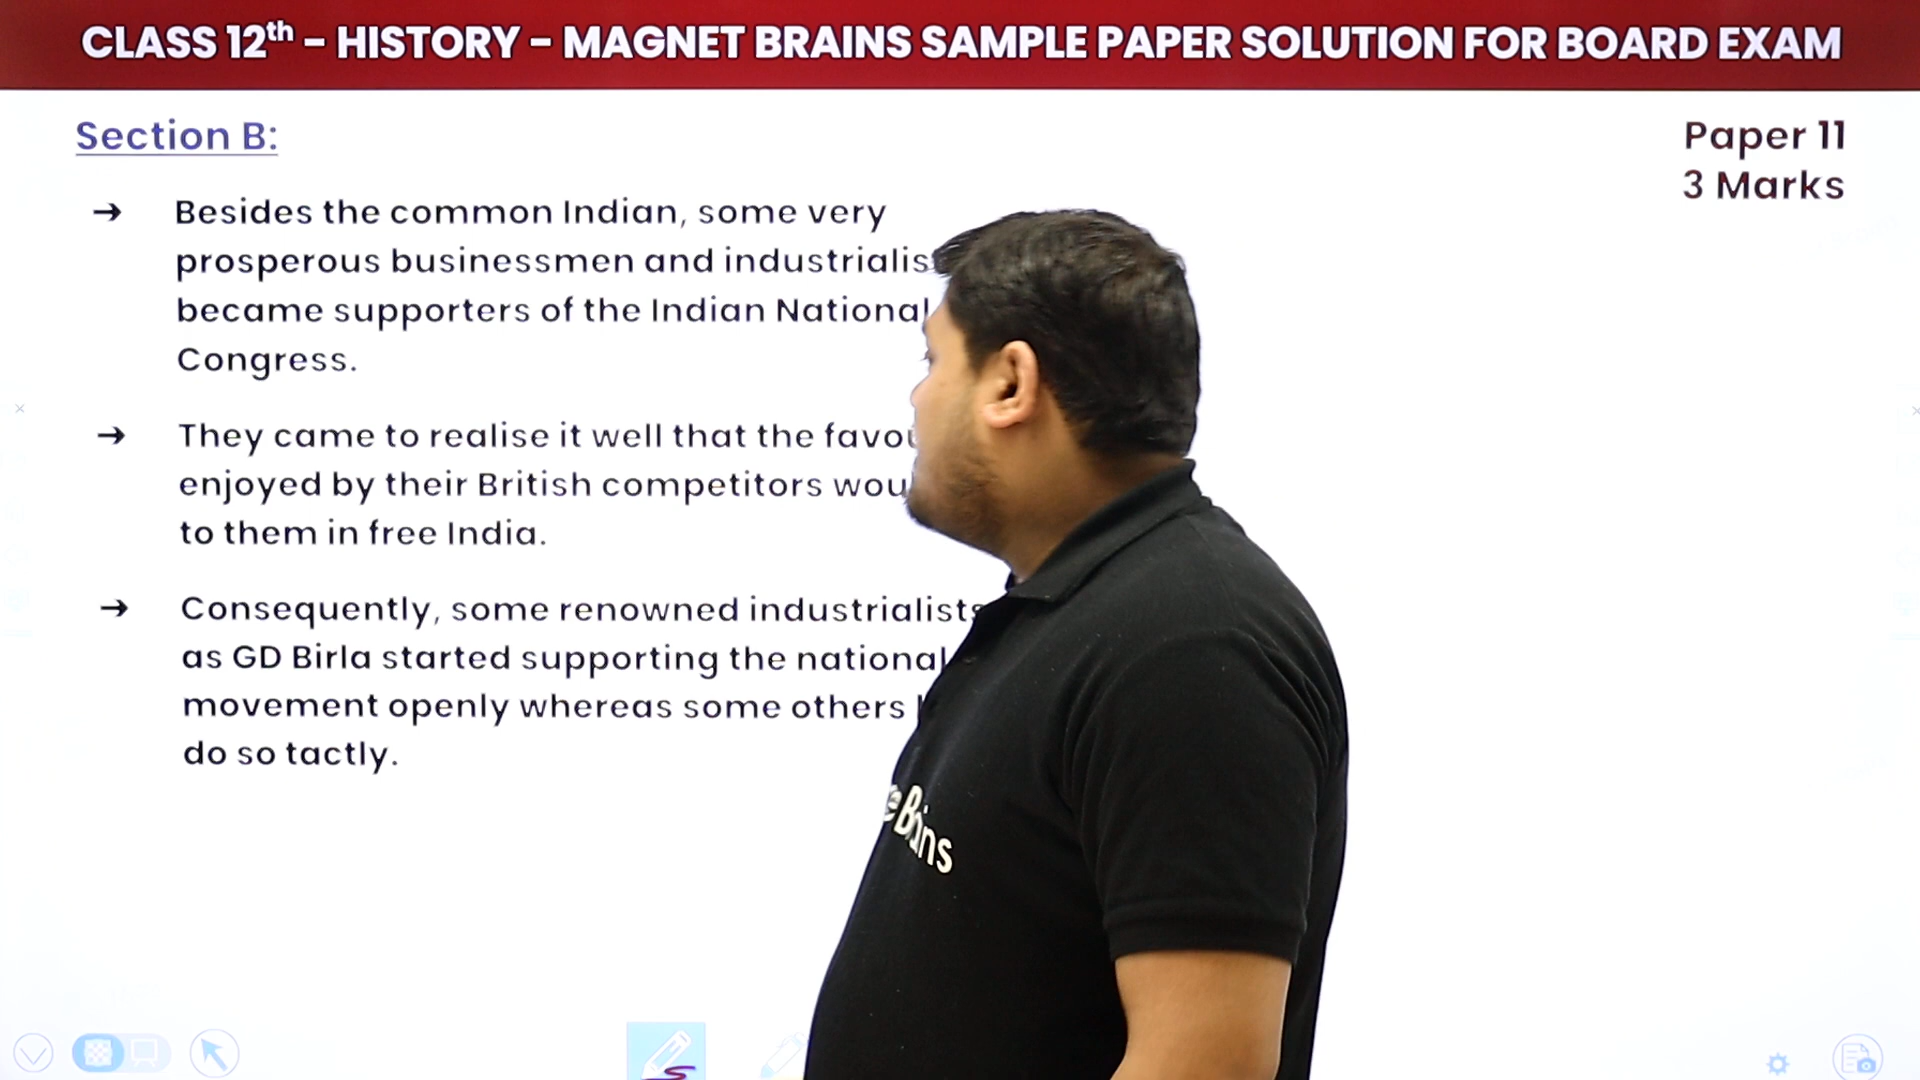 CLASS 12th - HISTORY - MAGNET BRAINS SAMPLE PAPER SOLUTION FOR BOARD EXAM
Section B:
Paper 11
3 Marks
→ Besides the common Indian, some very
prosperous businessmen and
became supporters of the Indian National
Congress.
→ They came to realise it well that the
enjoyed by their British competitors
to them in free India.
→ Consequently, some renowned industrialists
as GD Birla started supporting the national
movement openly whereas some others
do so tactly.
Brains